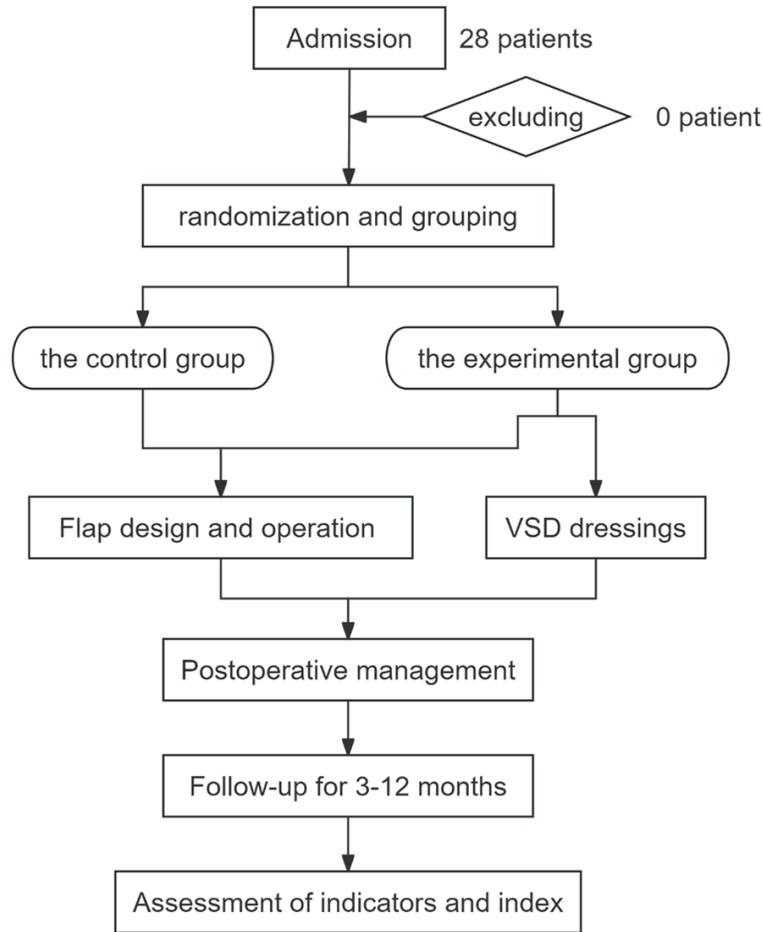 Admission
28 patients
excluding
0 patient
randomization and grouping
the control group
the experimental group
Flap design and operation
VSD dressings
Postoperative management
Follow-up for 3-12 months
Assessment of indicators and index